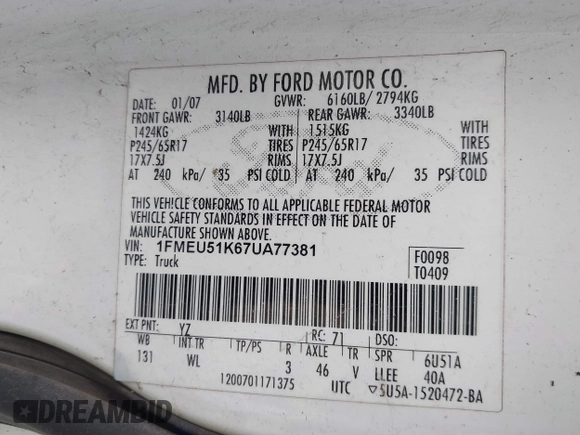 MFD. BY FORD MOTOR CO.
DATE: 01/07 GVWR: 6160LB/ 2794KG
FRONT GAWR: 3140LB REAR GAWR: 3340LB
1424KG WITH 1515KG WITH
P245/65R17 TIRES P245/65R17 TIRES
17X7.5J RIMS 17X7.5J RIMS
AT 240 kPa/ 35 PSI COLD AT 240 kPa/ 35 PSI COLD
THIS VEHICLE CONFORMS TO ALL APPLICABLE FEDERAL MOTOR
VEHICLE SAFETY STANDARDS IN EFFECT ON THE DATE OF
MANUFACTURE SHOWN ABOVE.
VIN: 1FMEU51K67UA77381 F0098
TYPE: Truck T0409
EXT PNT: YZ RC: 71 DSO:
WB INT TR TP/PS R AXLE TR SPR 6U51A
131 WL 3 46 V LLEE 40A
1200701171375 UTC ▽5U5A-1520472-BA
Ford
DREAMBID